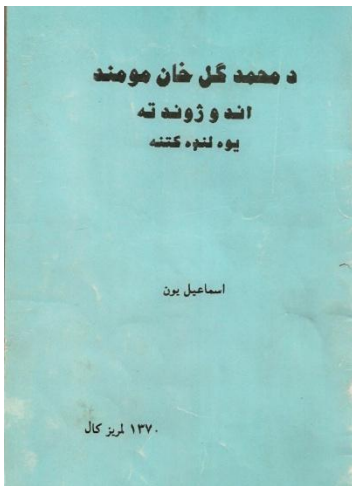 د محمد گل خان مومند
اند و ژوند ته
یوه لنډه کتنه
اسماعیل یون
۱۳۷۰ لمریز کال